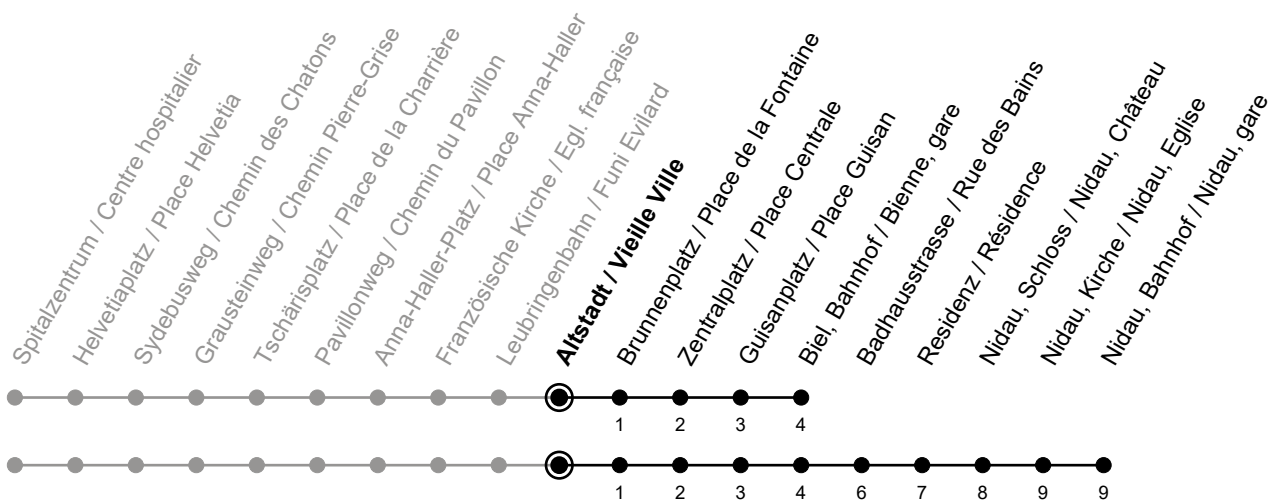 Spitalzentrum / Centre hospitalier
Helvetiaplatz / Place Helvetia
Sydebusweg / Chemin des Chatons
Grausteinweg / Chemin Pierre-Grise
Tschärisplatz / Place de la Charrière
Pavillonweg / Chemin du Pavillon
Anna-Haller-Platz / Place Anna-Haller
Französische Kirche / Egl. française
Leubringenbahn / Funi Evilard
Altstadt / Vieille Ville
Brunnenplatz / Place de la Fontaine
Zentralplatz / Place Centrale
Guisanplatz / Place Guisan
Biel, Bahnhof / Bienne, gare
Badhausstrasse / Rue des Bains
Residenz / Résidence
Nidau, Schloss / Nidau, Château
Nidau, Kirche / Nidau, Eglise
Nidau, Bahnhof / Nidau, gare
1 2 3 4
1 2 3 4 6 7 8 9 9